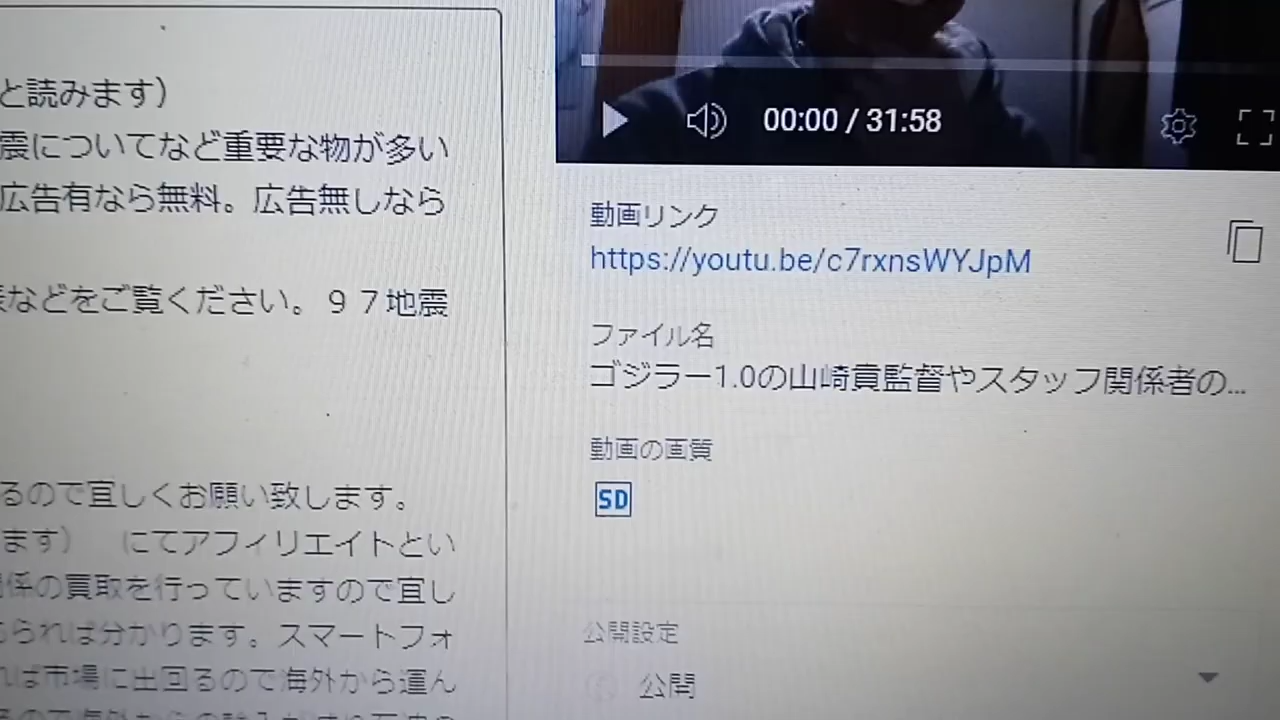 と読みます）
震についてなど重要な物が多い
広告有なら無料。広告無しなら
などをご覧ください。９７地震
るので宜しくお願い致します。
ます）　にてアフィリエイトとい
係の買取を行っていますので宜し
られば分かります。スマートフォ
れば市場に出回るので海外から運ん
00:00 / 31:58
動画リンク
https://youtu.be/c7rxnsWYJpM
ファイル名
ゴジラー1.0の山崎貴監督やスタッフ関係者の...
動画の画質
SD
公開設定
公開